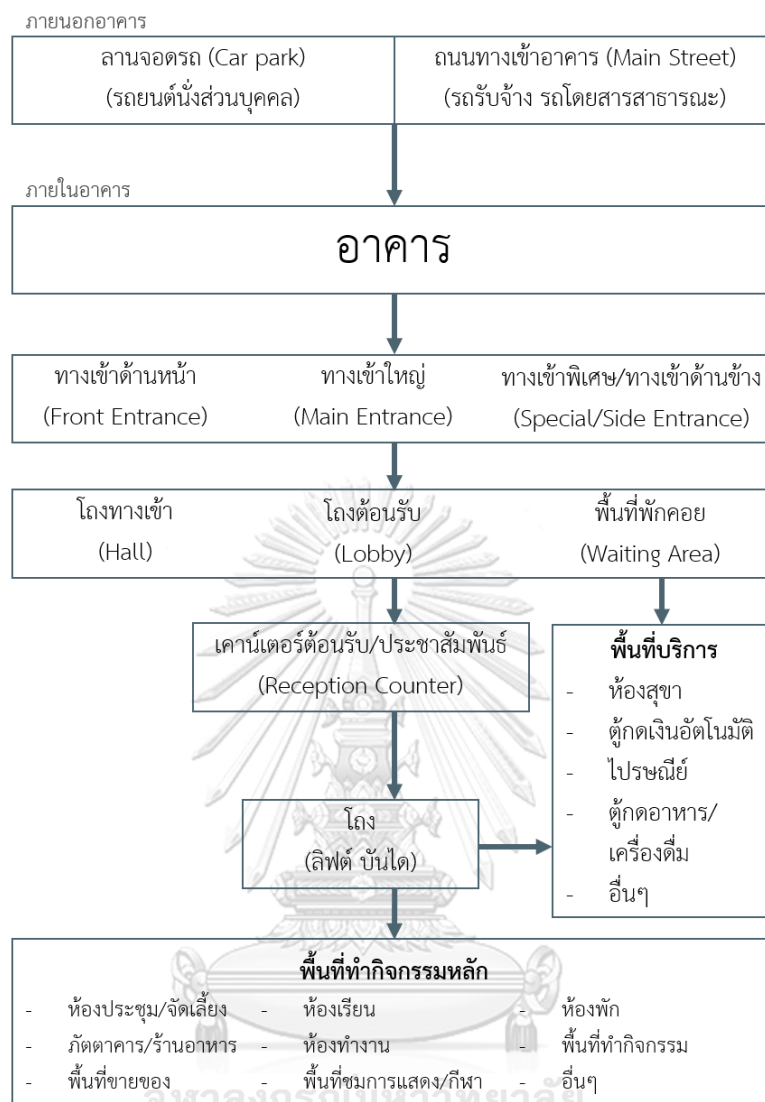 ภายนอกอาคาร
ลานจอดรถ (Car park)
(รถยนต์นั่งส่วนบุคคล)
ถนนทางเข้าอาคาร (Main Street)
(รถรับจ้าง รถโดยสารสาธารณะ)
ภายในอาคาร
อาคาร
ทางเข้าด้านหน้า
(Front Entrance)
ทางเข้าใหญ่
(Main Entrance)
ทางเข้าพิเศษ/ทางเข้าด้านข้าง
(Special/Side Entrance)
โถงทางเข้า
(Hall)
โถงต้อนรับ
(Lobby)
พื้นที่พักคอย
(Waiting Area)
เคาน์เตอร์ต้อนรับ/ประชาสัมพันธ์
(Reception Counter)
พื้นที่บริการ
- ห้องสุขา
- ตู้กดเงินอัตโนมัติ
- ไปรษณีย์
- ตู้กดอาหาร/
เครื่องดื่ม
- อื่นๆ
โถง
(ลิฟต์ บันได)
พื้นที่ทำกิจกรรมหลัก
- ห้องประชุม/จัดเลี้ยง
- ภัตตาคาร/ร้านอาหาร
- พื้นที่ขายของ
- ห้องเรียน
- ห้องทำงาน
- พื้นที่ชมการแสดง/กีฬา
- ห้องพัก
- พื้นที่ทำกิจกรรม
- อื่นๆ
จุฬาลงกรณ์มหาวิทยาลัย